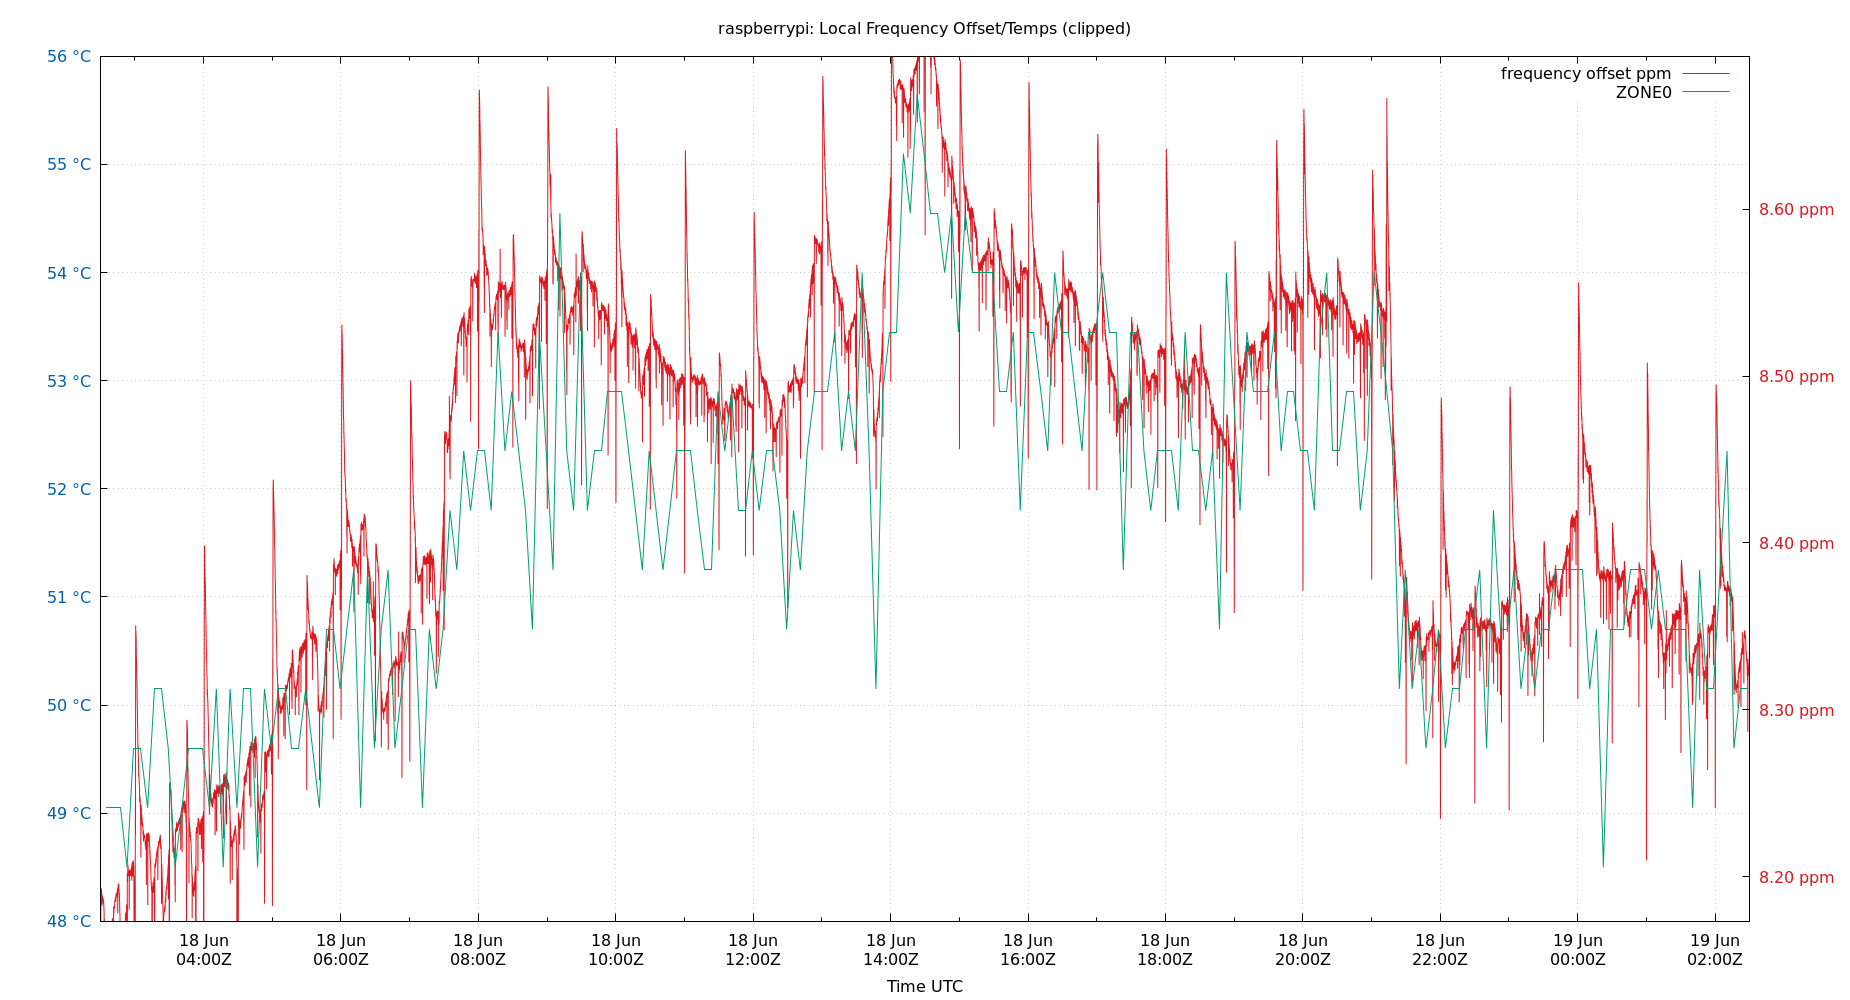 raspberrypi: Local Frequency Offset/Temps (clipped)
56 °C
55 °C
54 °C
53 °C
52 °C
51 °C
50 °C
49 °C
48 °C
frequency offset ppm
ZONE0
8.60 ppm
8.50 ppm
8.40 ppm
8.30 ppm
8.20 ppm
18 Jun 18 Jun 18 Jun 18 Jun 18 Jun 18 Jun 18 Jun 18 Jun 18 Jun 18 Jun 19 Jun 19 Jun
04:00Z 06:00Z 08:00Z 10:00Z 12:00Z 14:00Z 16:00Z 18:00Z 20:00Z 22:00Z 00:00Z 02:00Z
Time UTC